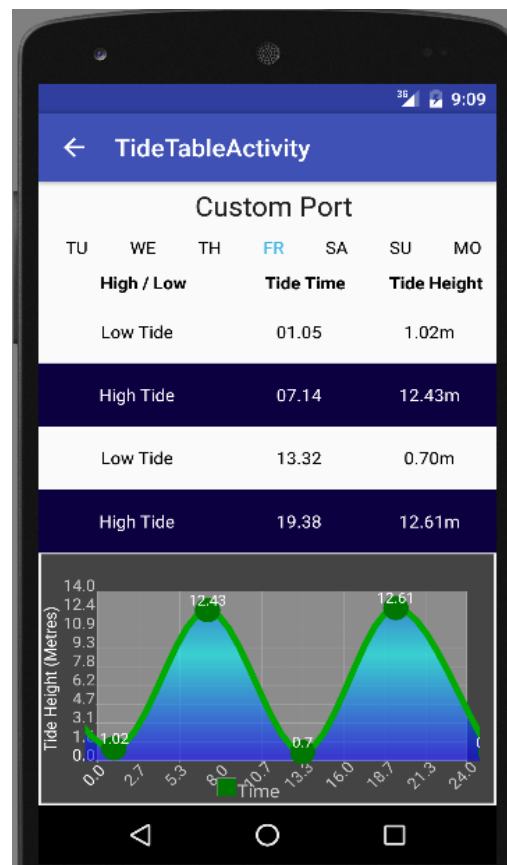 3G 9:09
TideTableActivity
Custom Port
TU WE TH FR SA SU MO
High / Low Tide Time Tide Height
Low Tide 01.05 1.02m
High Tide 07.14 12.43m
Low Tide 13.32 0.70m
High Tide 19.38 12.61m
Tide Height (Metres)
14.0
12.4
10.9
9.3
7.8
6.2
4.7
3.1
0.0
12.43
12.61
1.02
0.7
0.0 2.7 5.3 8.0 10.7 13.3 16.0 18.7 21.3 24.0
Time